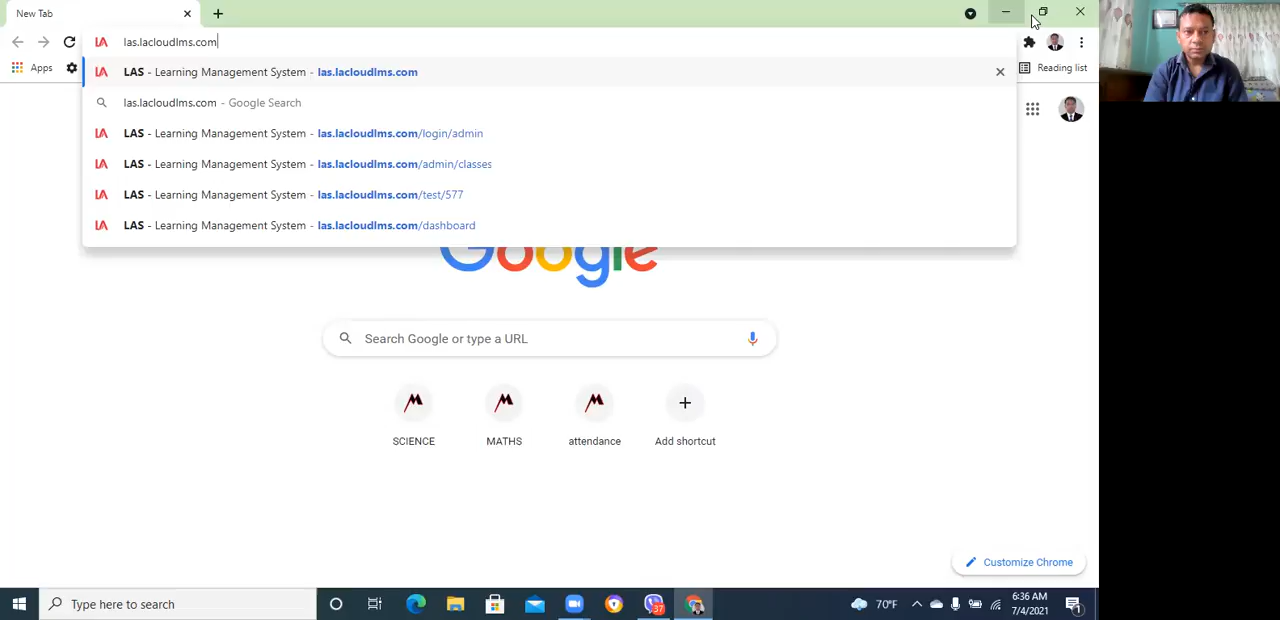 New Tab
las.lacloudlms.com
Apps
LAS - Learning Management System - las.lacloudlms.com
Reading list
las.lacloudlms.com - Google Search
LAS - Learning Management System - las.lacloudlms.com/login/admin
LAS - Learning Management System - las.lacloudlms.com/admin/classes
LAS - Learning Management System - las.lacloudlms.com/test/577
LAS - Learning Management System - las.lacloudlms.com/dashboard
Google
Search Google or type a URL
SCIENCE
MATHS
attendance
Add shortcut
Customize Chrome
Type here to search
37
70°F
6:36 AM
7/4/2021
1